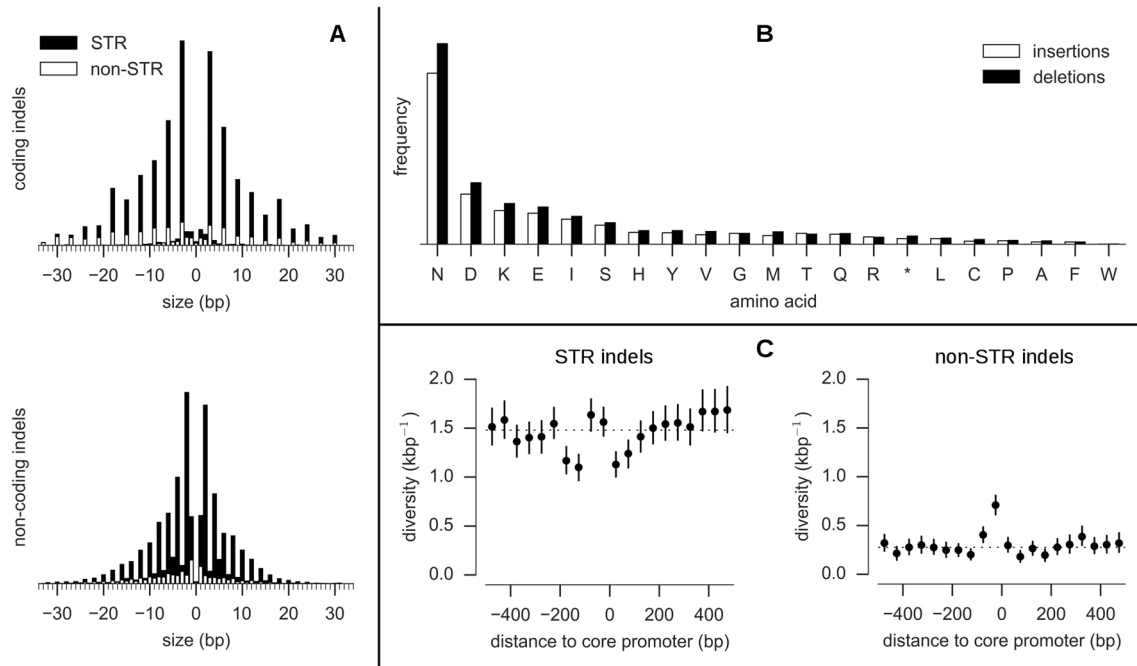 A
STR
non-STR
coding indels
−30 −20 −10 0 10 20 30
size (bp)
non-coding indels
−30 −20 −10 0 10 20 30
size (bp)
B
insertions
deletions
frequency
N D K E I S H Y V G M T Q R * L C P A F W
amino acid
C
STR indels
diversity (kbp⁻¹)
2.0
1.5
1.0
0.5
0.0
−400 −200 0 200 400
distance to core promoter (bp)
non-STR indels
diversity (kbp⁻¹)
2.0
1.5
1.0
0.5
0.0
−400 −200 0 200 400
distance to core promoter (bp)